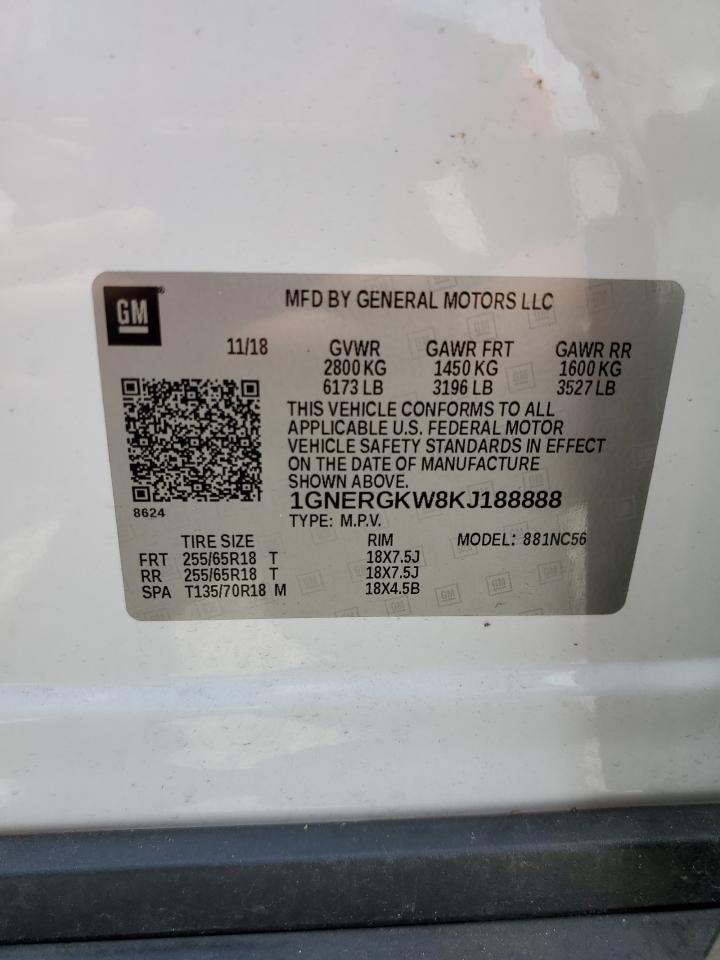 GM
MFD BY GENERAL MOTORS LLC
11/18 GVWR GAWR FRT GAWR RR
2800 KG 1450 KG 1600 KG
6173 LB 3196 LB 3527 LB
THIS VEHICLE CONFORMS TO ALL
APPLICABLE U.S. FEDERAL MOTOR
VEHICLE SAFETY STANDARDS IN EFFECT
ON THE DATE OF MANUFACTURE
SHOWN ABOVE.
8624
1GNERGKW8KJ188888
TYPE: M.P.V.
TIRE SIZE RIM MODEL: 881NC56
FRT 255/65R18 T 18X7.5J
RR 255/65R18 T 18X7.5J
SPA T135/70R18 M 18X4.5B